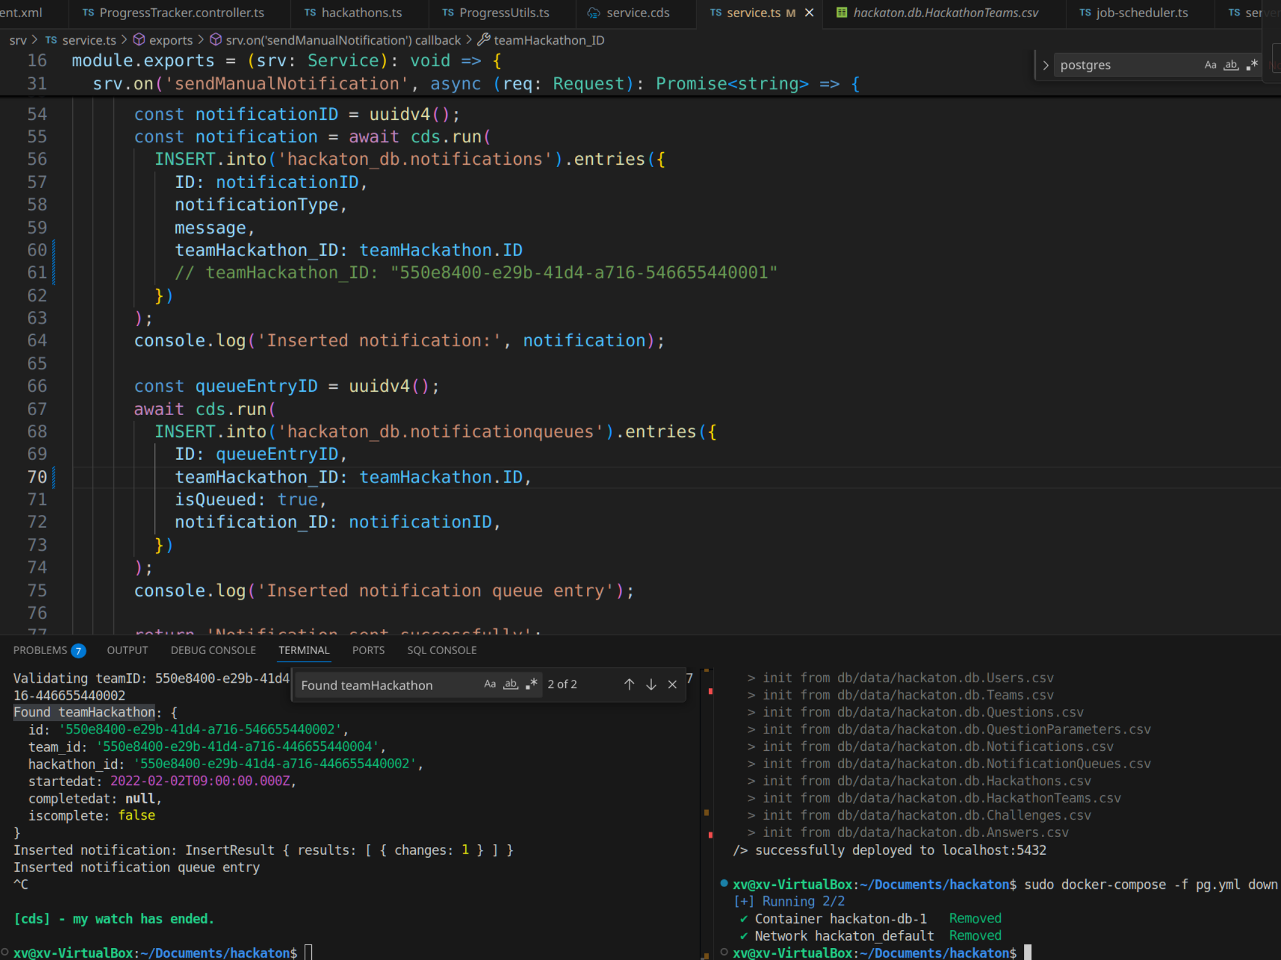 ent.xml
TS ProgressTracker.controller.ts
TS hackathons.ts
TS ProgressUtils.ts
service.cds
TS service.ts M
hackaton.db.HackathonTeams.csv
TS job-scheduler.ts
TS ser
srv > TS service.ts > exports > srv.on('sendManualNotification') callback > teamHackathon_ID
16 module.exports = (srv: Service): void => {
31 srv.on('sendManualNotification', async (req: Request): Promise<string> => {
postgres Aa ab .*
54 const notificationID = uuidv4();
55 const notification = await cds.run(
56 INSERT.into('hackaton_db.notifications').entries({
57 ID: notificationID,
58 notificationType,
59 message,
60 teamHackathon_ID: teamHackathon.ID
61 // teamHackathon_ID: "550e8400-e29b-41d4-a716-546655440001"
62 })
63 );
64 console.log('Inserted notification:', notification);
65
66 const queueEntryID = uuidv4();
67 await cds.run(
68 INSERT.into('hackaton_db.notificationqueues').entries({
69 ID: queueEntryID,
70 teamHackathon_ID: teamHackathon.ID,
71 isQueued: true,
72 notification_ID: notificationID,
73 })
74 );
75 console.log('Inserted notification queue entry');
76
77 return 'Notification sent successfully';
PROBLEMS 7 OUTPUT DEBUG CONSOLE TERMINAL PORTS SQL CONSOLE
Found teamHackathon Aa ab .* 2 of 2
Validating teamID: 550e8400-e29b-41d4 7
16-446655440002
Found teamHackathon: {
id: '550e8400-e29b-41d4-a716-546655440002',
team_id: '550e8400-e29b-41d4-a716-446655440004',
hackathon_id: '550e8400-e29b-41d4-a716-446655440002',
startedat: 2022-02-02T09:00:00.000Z,
completedat: null,
iscomplete: false
}
Inserted notification: InsertResult { results: [ { changes: 1 } ] }
Inserted notification queue entry
^C
[cds] - my watch has ended.
xv@xv-VirtualBox:~/Documents/hackaton$
> init from db/data/hackaton.db.Users.csv
> init from db/data/hackaton.db.Teams.csv
> init from db/data/hackaton.db.Questions.csv
> init from db/data/hackaton.db.QuestionParameters.csv
> init from db/data/hackaton.db.Notifications.csv
> init from db/data/hackaton.db.NotificationQueues.csv
> init from db/data/hackaton.db.Hackathons.csv
> init from db/data/hackaton.db.HackathonTeams.csv
> init from db/data/hackaton.db.Challenges.csv
> init from db/data/hackaton.db.Answers.csv
/> successfully deployed to localhost:5432
xv@xv-VirtualBox:~/Documents/hackaton$ sudo docker-compose -f pg.yml down
[+] Running 2/2
✔ Container hackaton-db-1 Removed
✔ Network hackaton_default Removed
xv@xv-VirtualBox:~/Documents/hackaton$